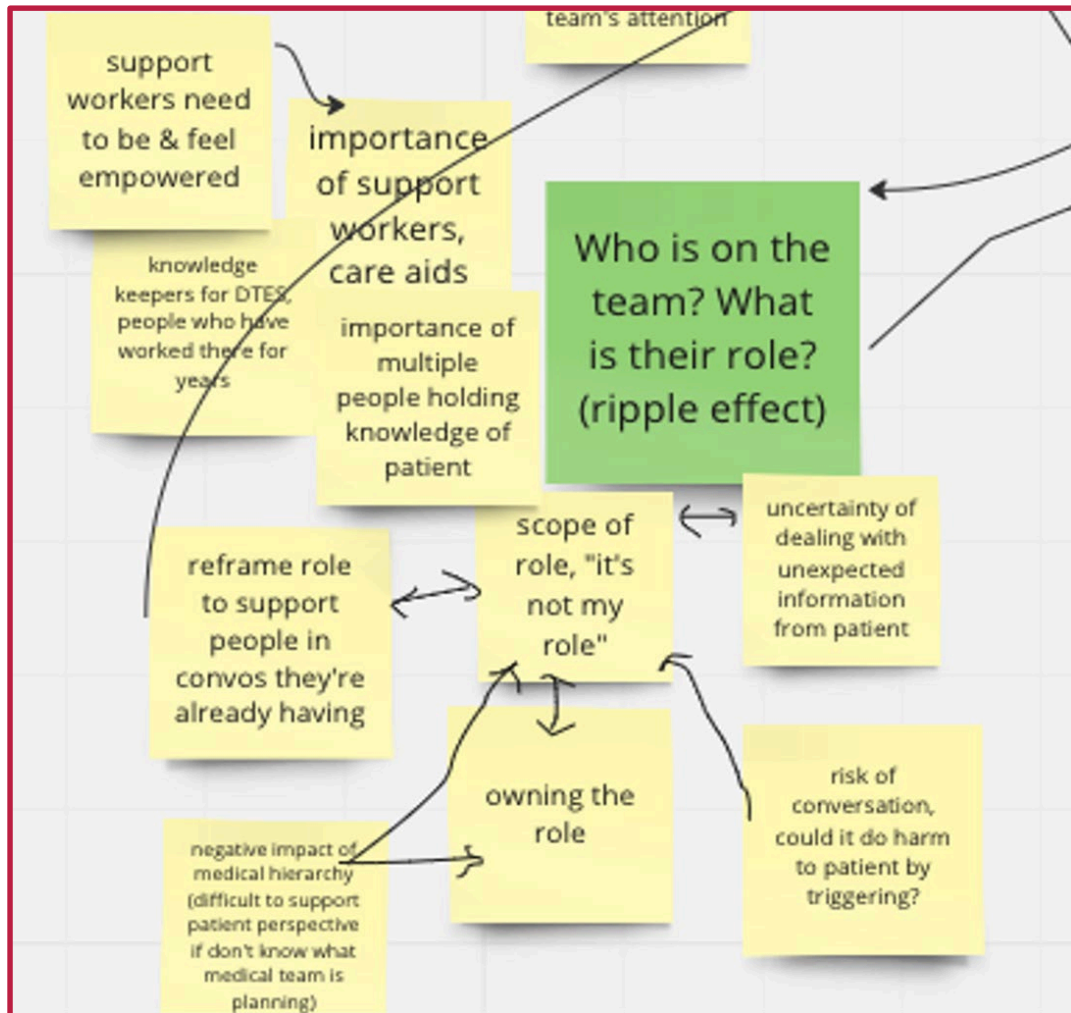 team's attention
support
workers need
to be & feel
empowered
importance
of support
workers,
care aids
knowledge
keepers for DTES,
people who have
worked there for
years
importance of
multiple
people holding
knowledge of
patient
Who is on the
team? What
is their role?
(ripple effect)
scope of
role, "it's
not my
role"
uncertainty of
dealing with
unexpected
information
from patient
reframe role
to support
people in
convos they're
already having
owning the
role
risk of
conversation,
could it do harm
to patient by
triggering?
negative impact of
medical hierarchy
(difficult to support
patient perspective
if don't know what
medical team is
planning)